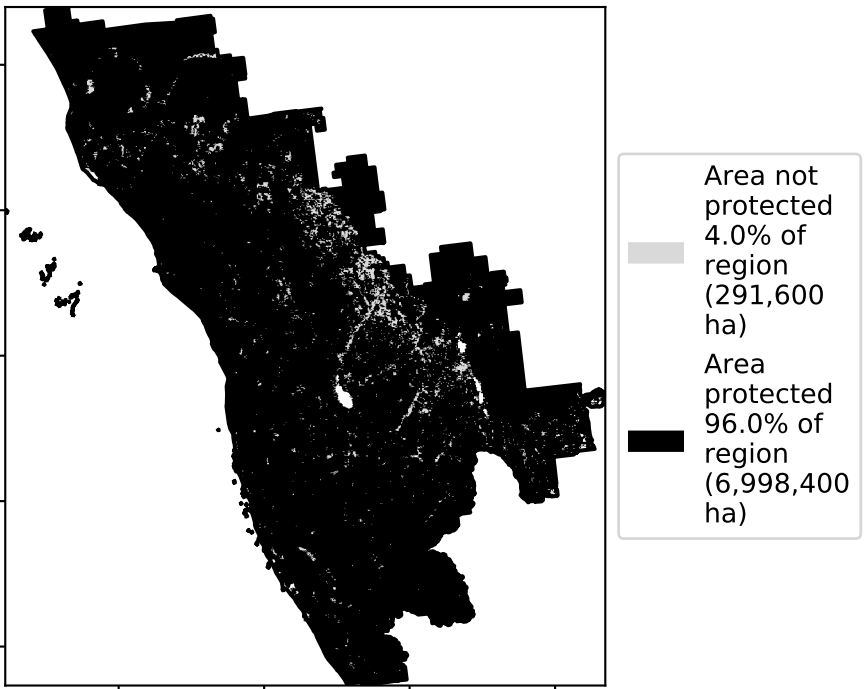 Area not
protected
4.0% of
region
(291,600
ha)
Area
protected
96.0% of
region
(6,998,400
ha)